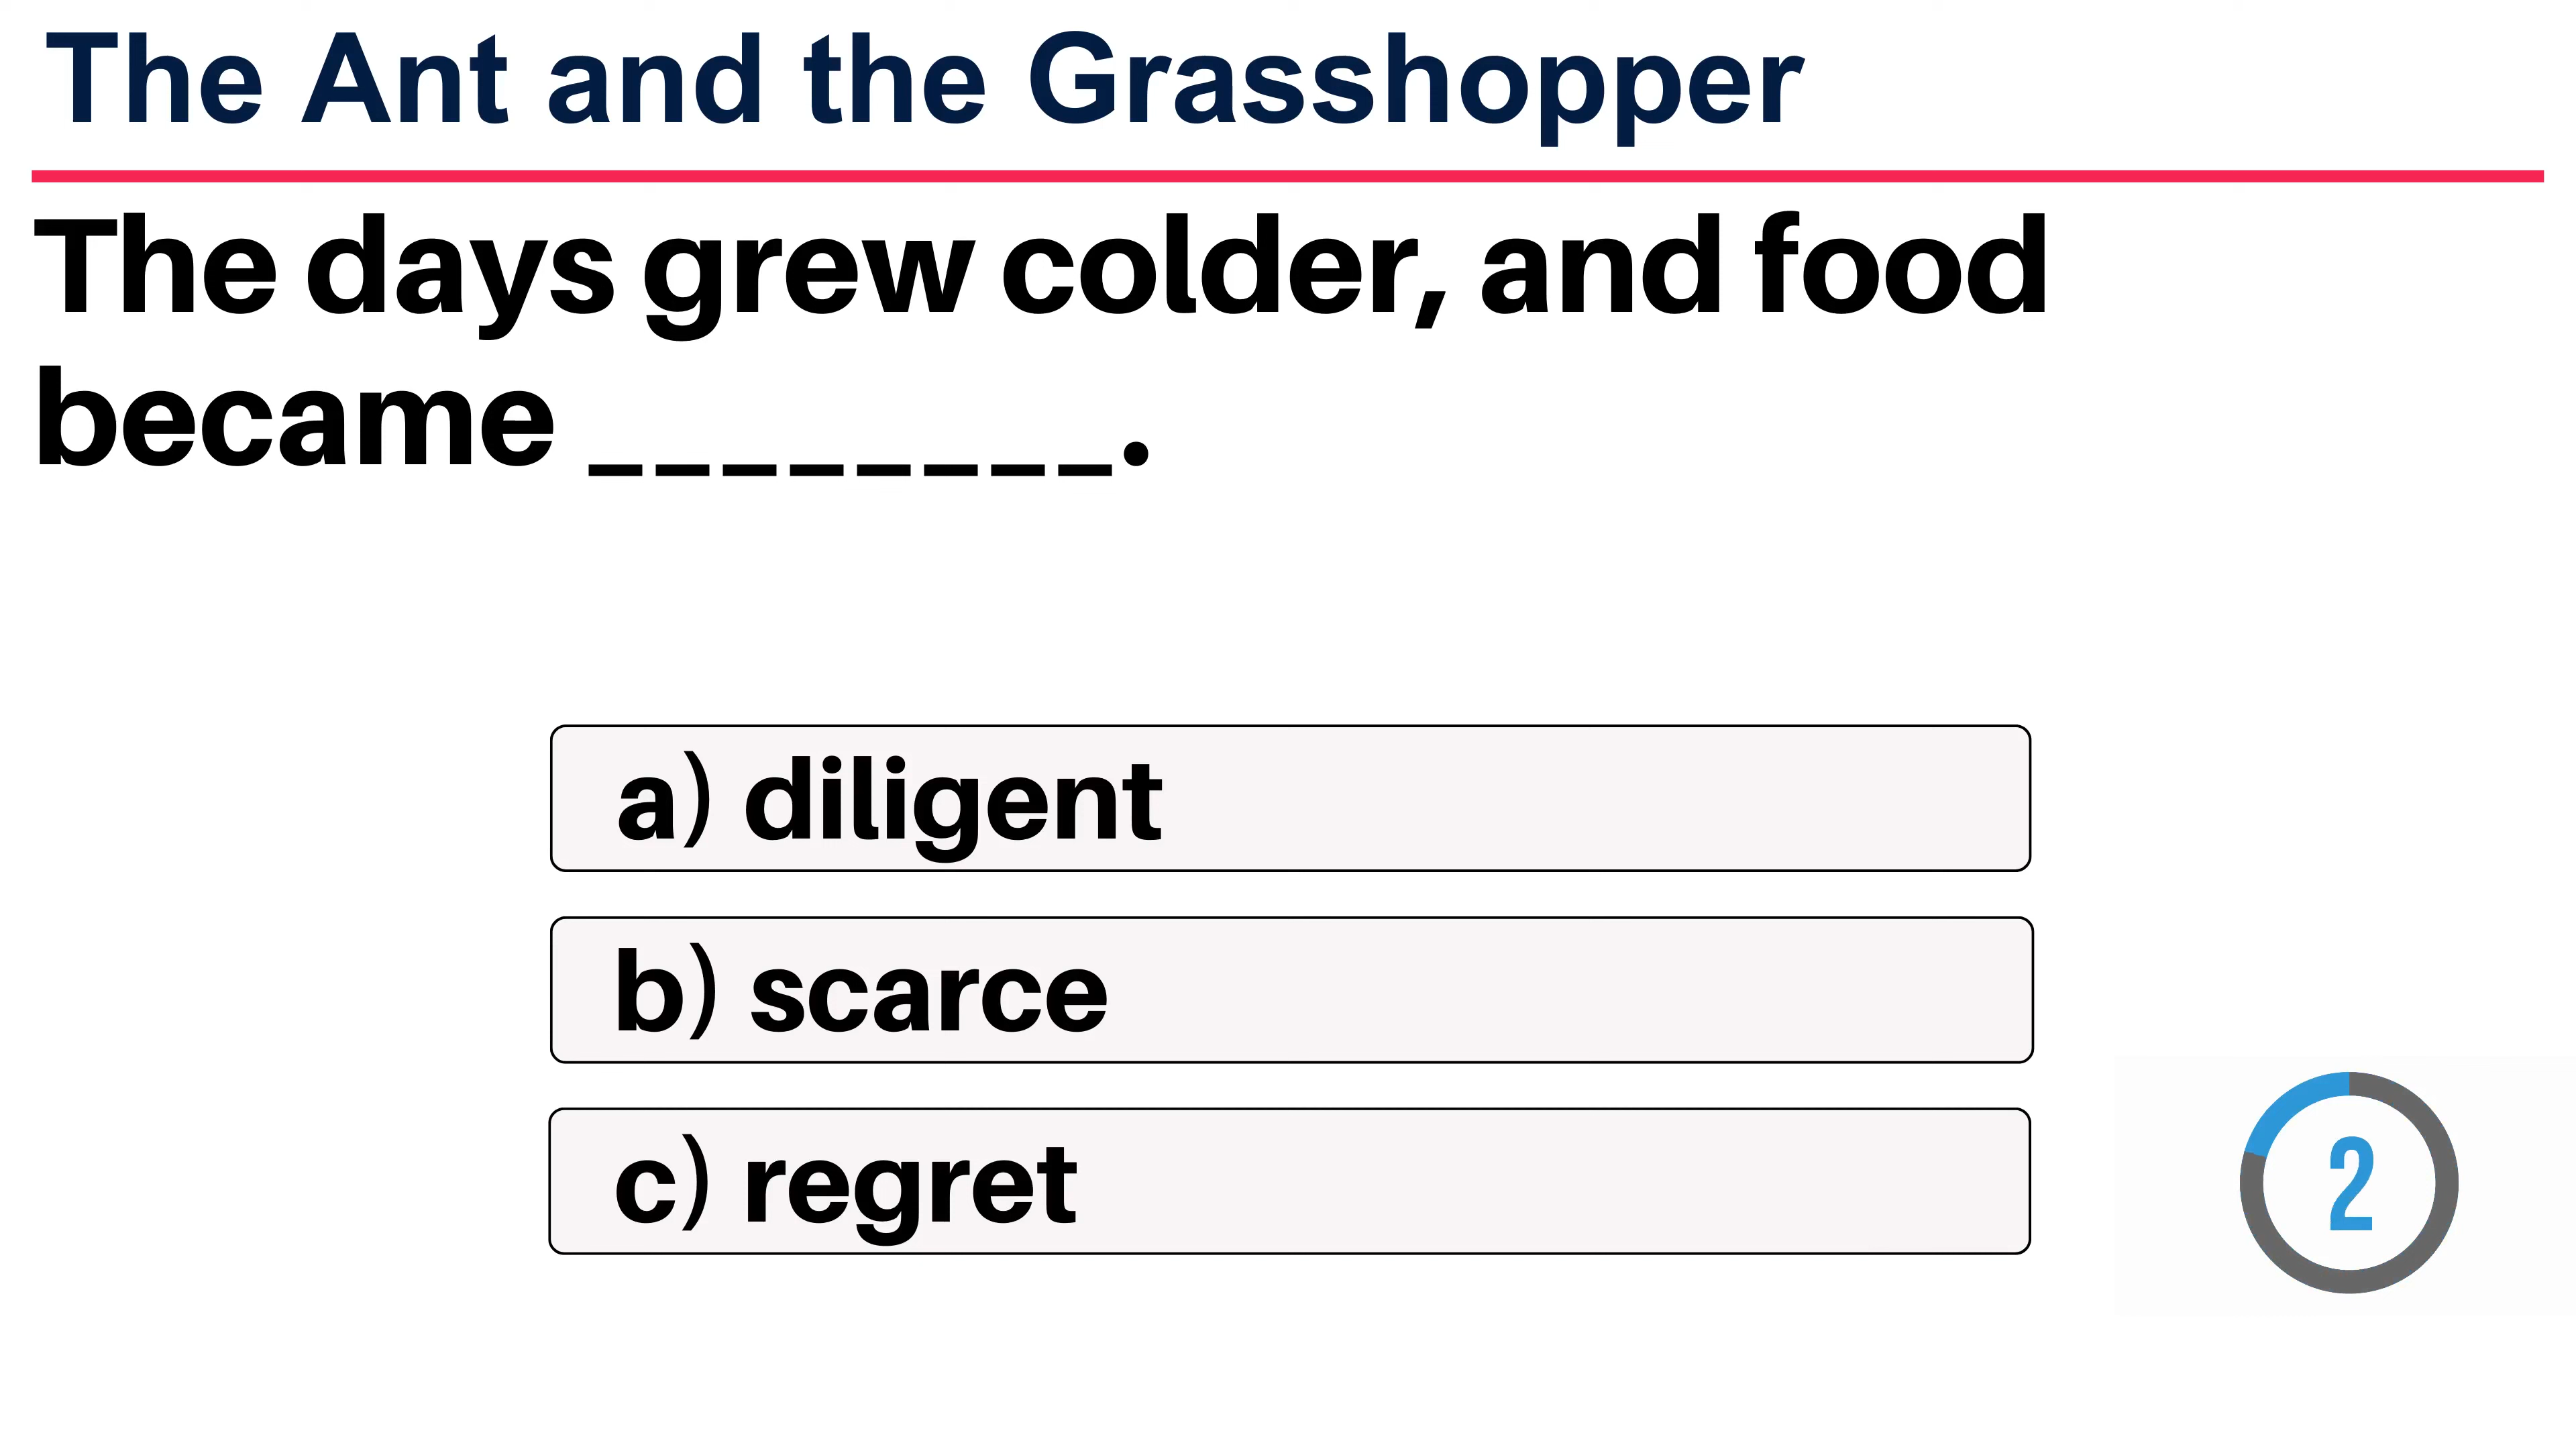 The Ant and the Grasshopper
The days grew colder, and food
became ________.
a) diligent
b) scarce
c) regret
2